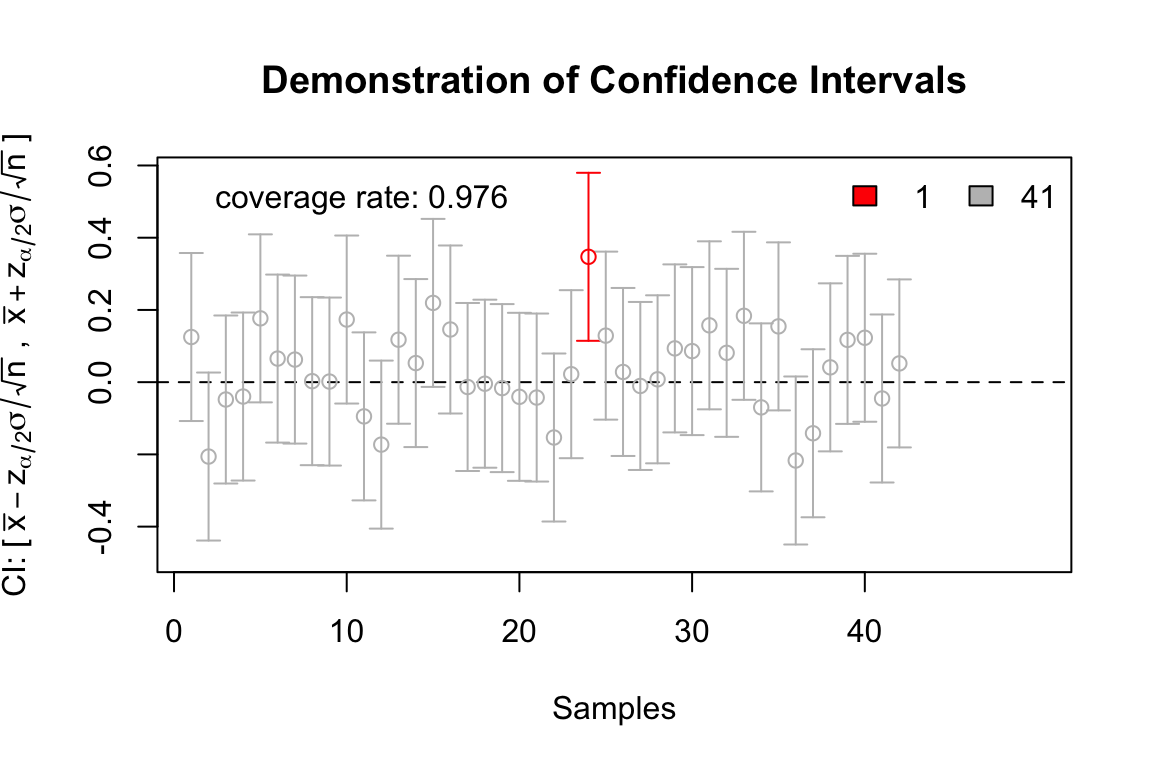 Demonstration of Confidence Intervals
CI: [ x̅ − zα/2σ/√n , x̅ + zα/2σ/√n ]
0.6
0.4
0.2
0.0
-0.4
coverage rate: 0.976
1 41
0 10 20 30 40
Samples